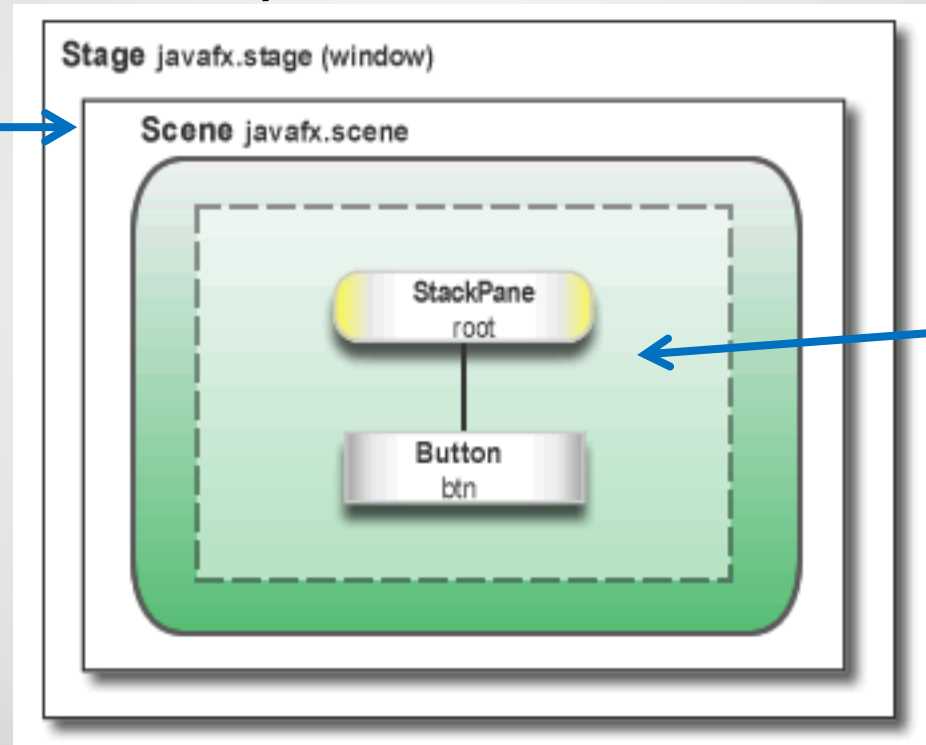 Stage javafx.stage (window)
Scene javafx.scene
StackPane
root
Button
btn